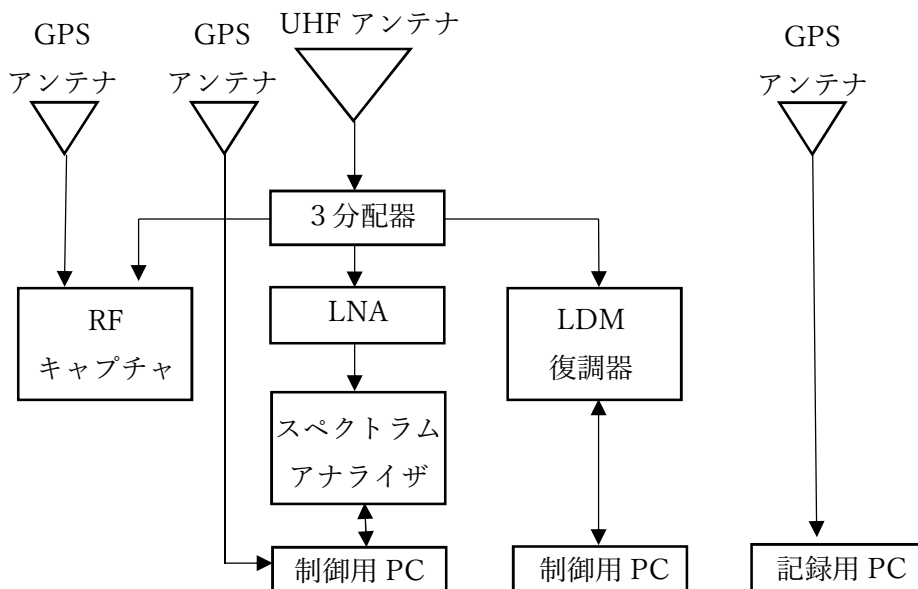 GPS
アンテナ
GPS
アンテナ
UHF アンテナ
GPS
アンテナ
３分配器
RF
キャプチャ
LNA
LDM
復調器
スペクトラム
アナライザ
制御用 PC
制御用 PC
記録用 PC